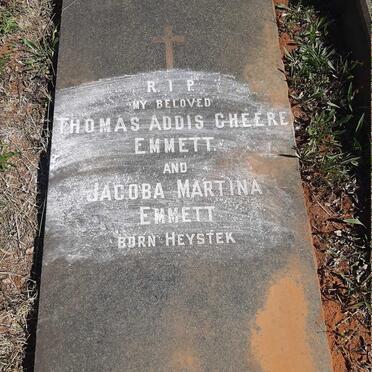 R. I. P.
MY BELOVED
THOMAS ADDIS CHEERE
EMMETT.
AND
JACOBA MARTINA
EMMETT
BORN HEYSTEK